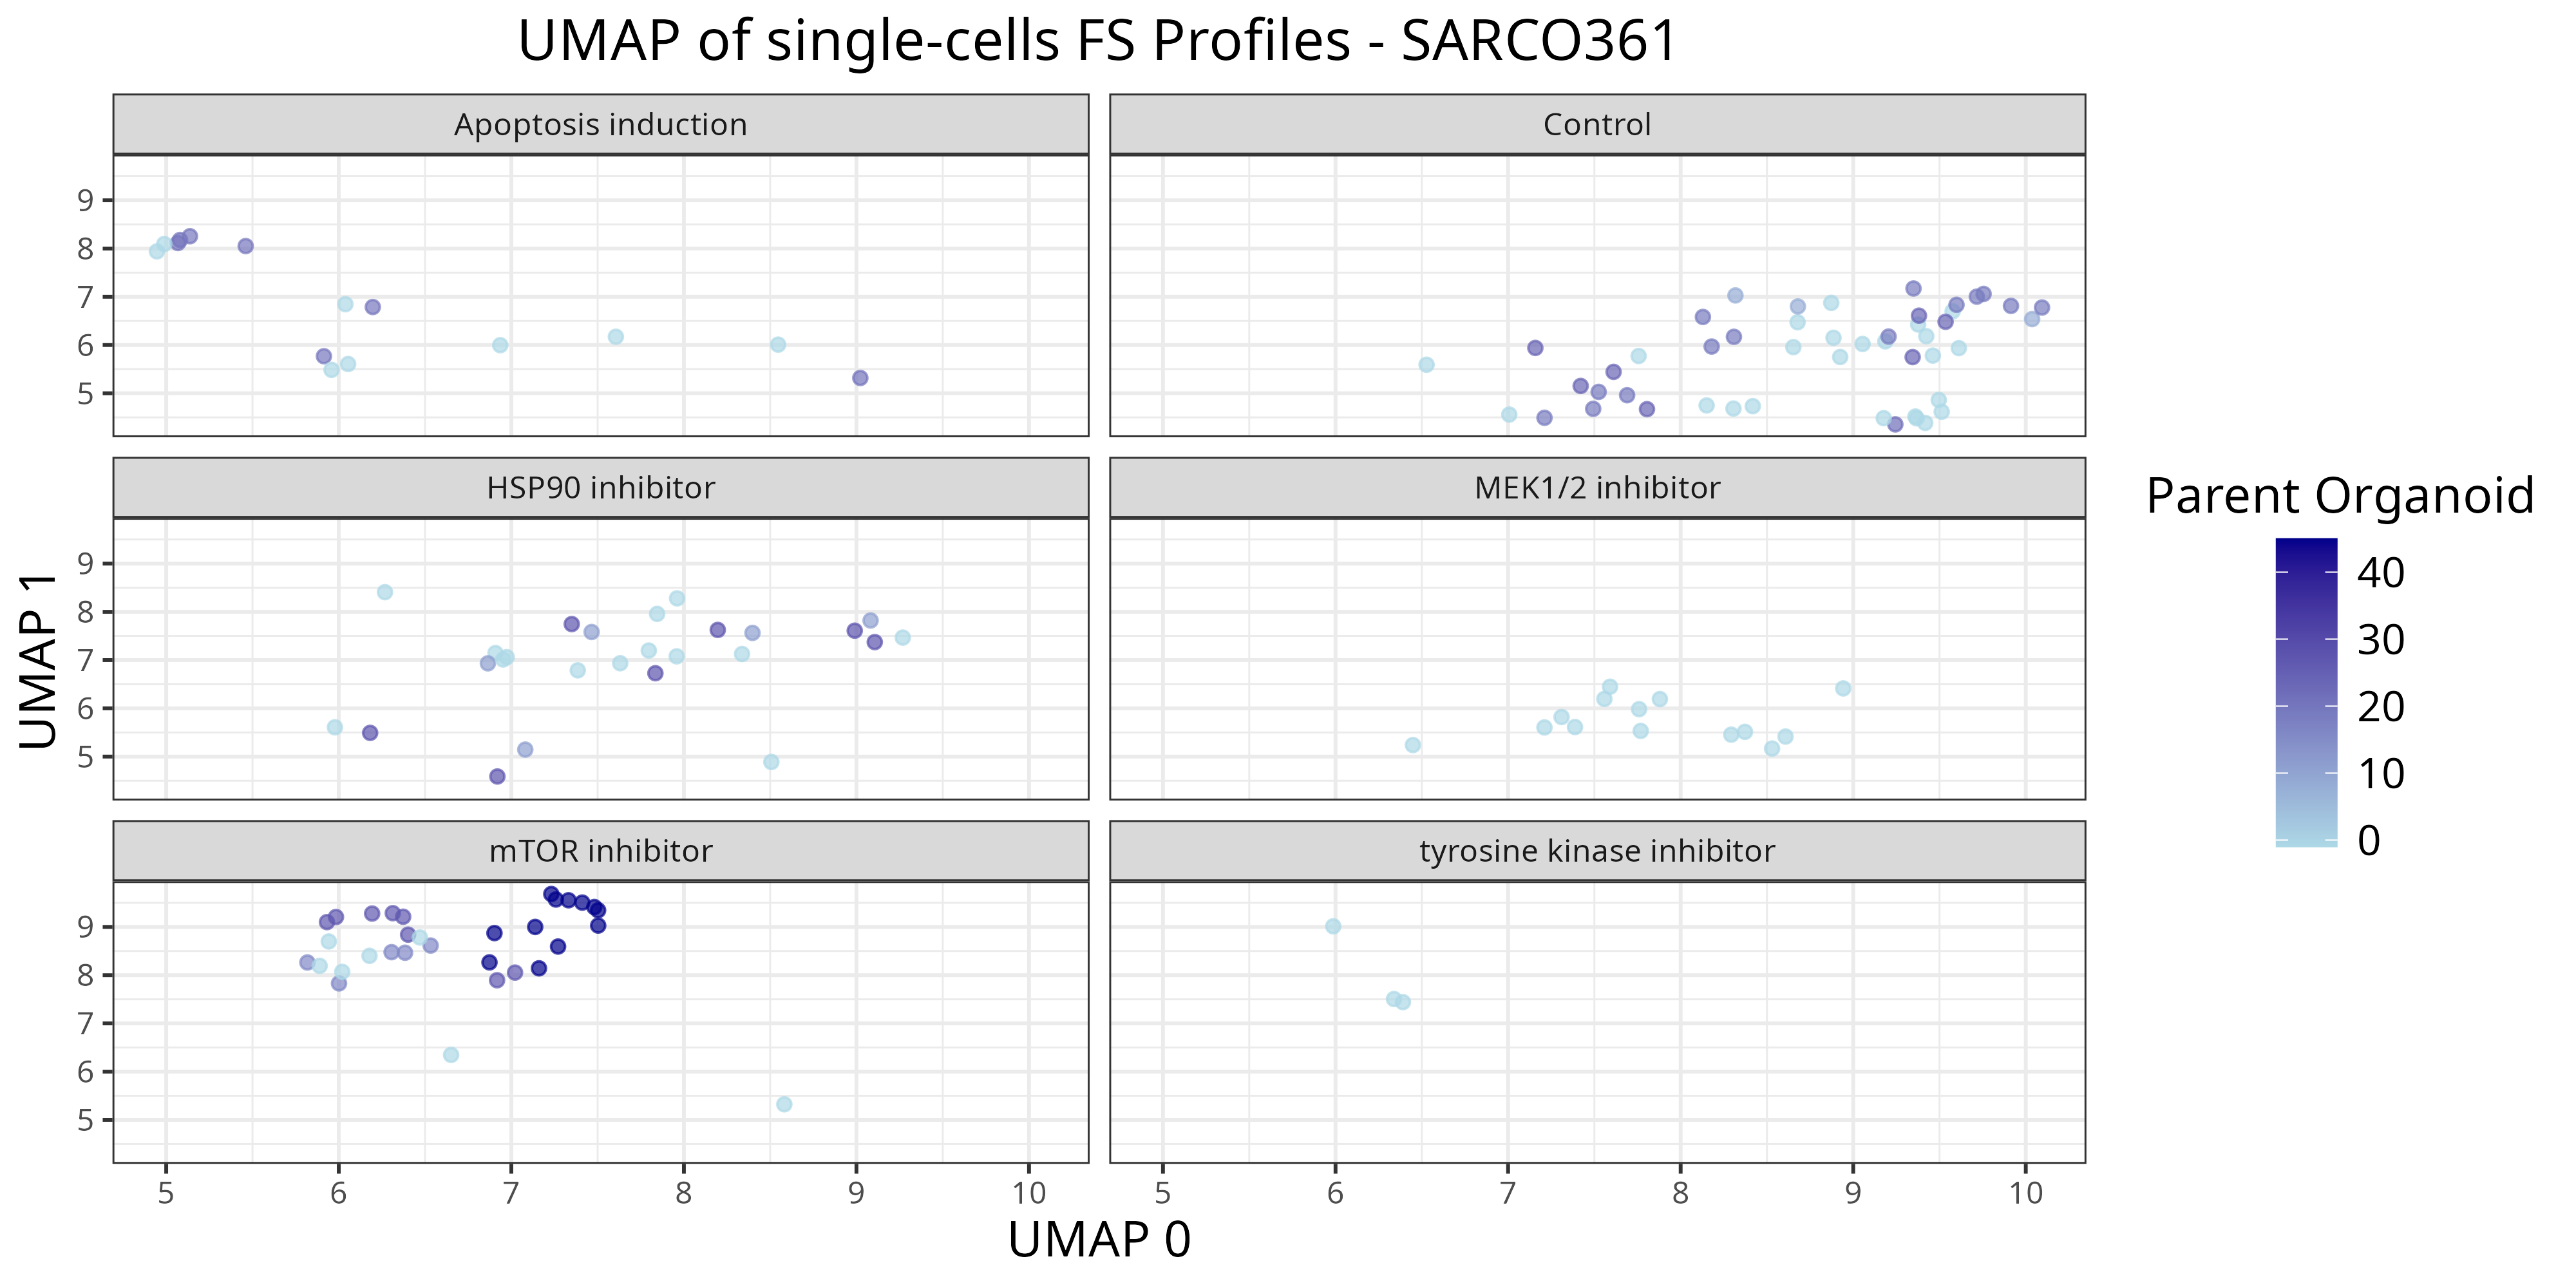 UMAP of single-cells FS Profiles - SARCO361
Apoptosis induction
Control
9
8
7
6
5
HSP90 inhibitor
MEK1/2 inhibitor
9
8
7
6
5
mTOR inhibitor
tyrosine kinase inhibitor
9
8
7
6
5
5 6 7 8 9 10
5 6 7 8 9 10
UMAP 0
UMAP 1
Parent Organoid
40
30
20
10
0